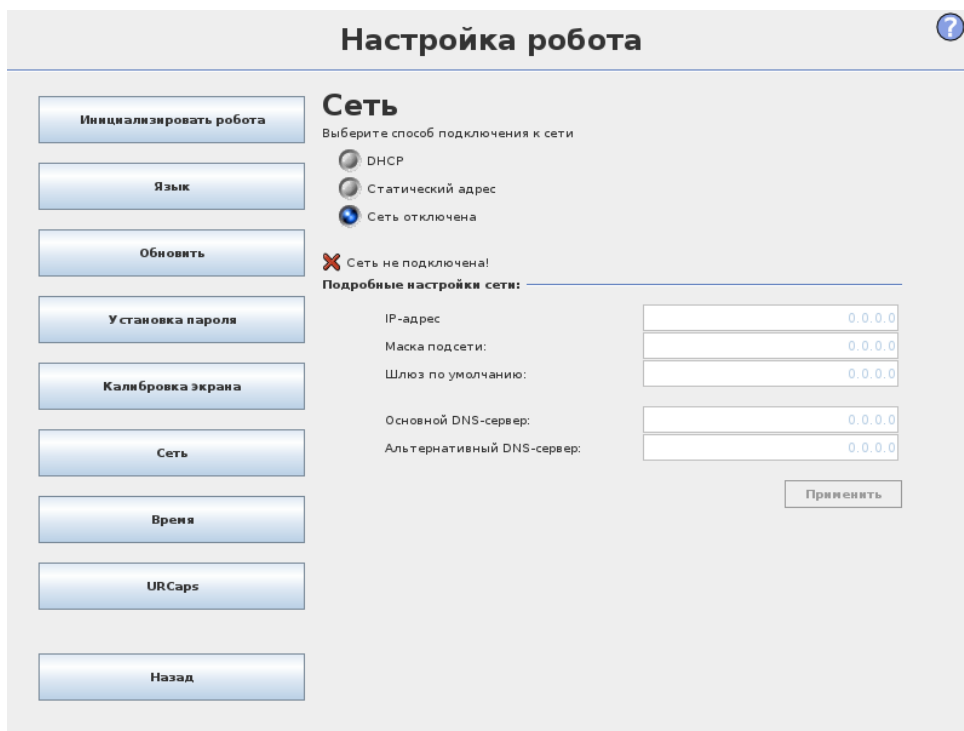 Настройка робота
?
Инициализировать робота
Язык
Обновить
Установка пароля
Калибровка экрана
Сеть
Время
URCaps
Назад
Сеть
Выберите способ подключения к сети
DHCP
Статический адрес
Сеть отключена
Сеть не подключена!
Подробные настройки сети:
IP-адрес 0.0.0.0
Маска подсети: 0.0.0.0
Шлюз по умолчанию: 0.0.0.0
Основной DNS-сервер: 0.0.0.0
Альтернативный DNS-сервер: 0.0.0.0
Применить